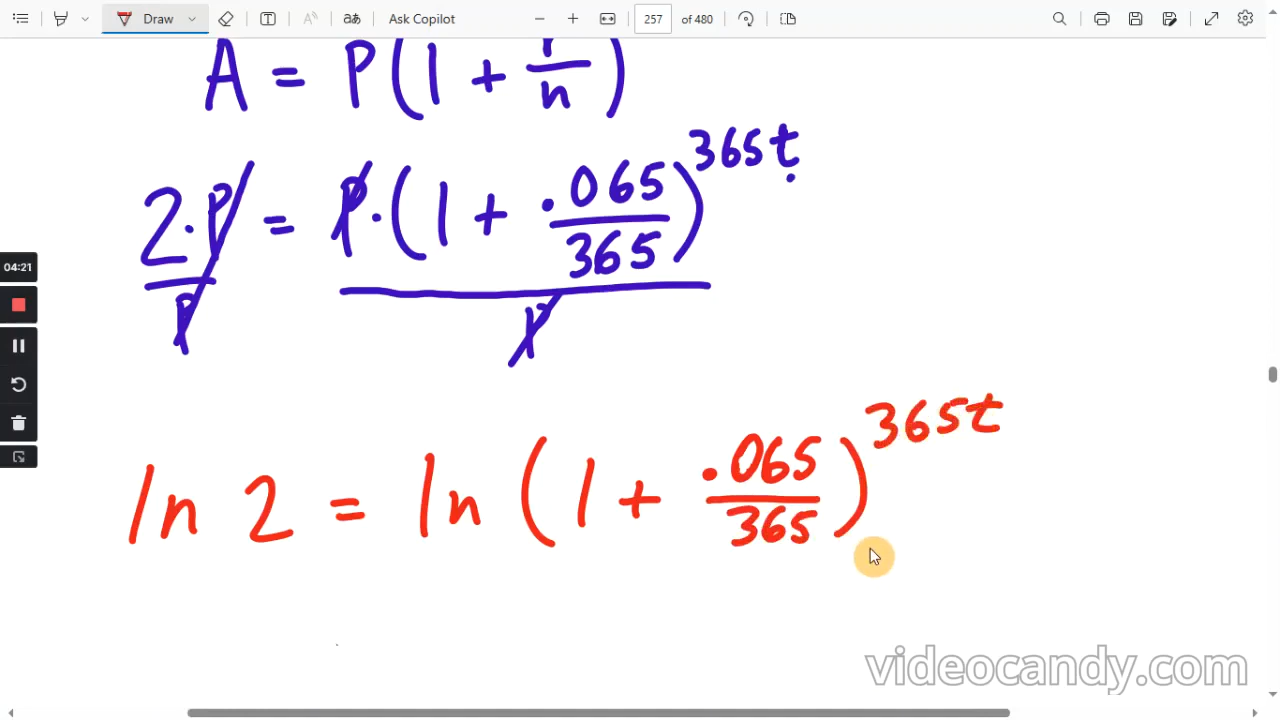 Draw
Ask Copilot
257 of 480
A = P(1 + r/n)
2·P/P = P·(1 + .065/365)^365t/P
04:21
ln 2 = ln (1 + .065/365)^365t
videocandy.com